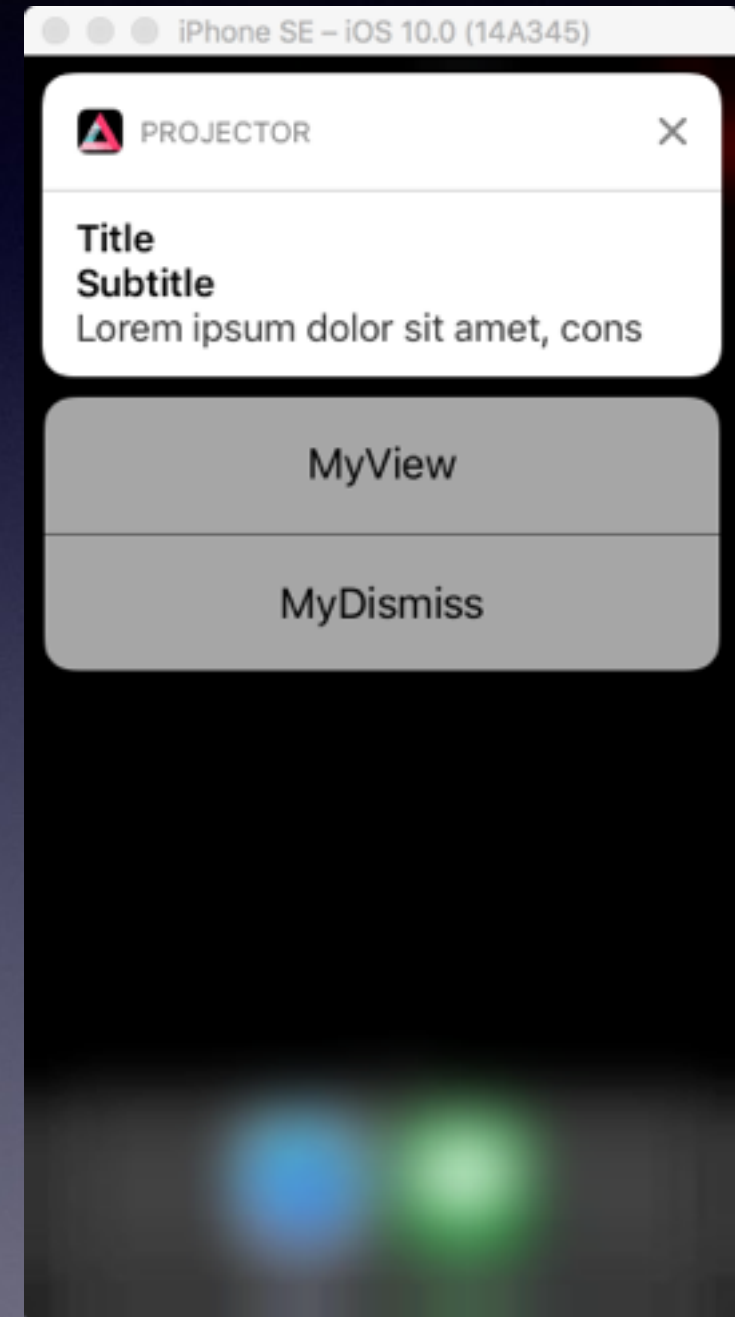 iPhone SE – iOS 10.0 (14A345)
PROJECTOR
Title
Subtitle
Lorem ipsum dolor sit amet, cons
MyView
MyDismiss